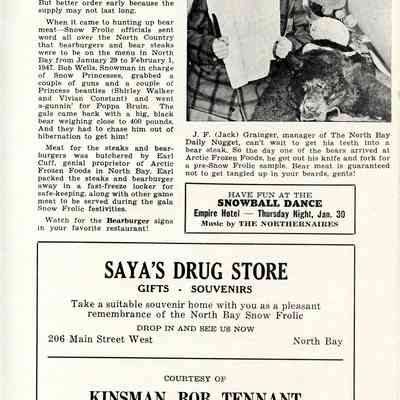 But better order early because the
supply may not last long.
When it came to hunting up bear
meat—Snow Frolic officials sent
word all over the North Country
that bearburgers and bear steaks
were to be on the menu in North
Bay from January 29 to February 1,
1947. Bob Wells, Snowman in charge
of Snow Princesses, grabbed a
couple of guns and a couple of
Princess beauties (Shirley Walker
and Vivian Constant) and went
a-gunnin' for Poppa Bruin. The
gals came back with a big, black
bear weighing close to 400 pounds.
And they had to chase him out of
hibernation to get him!
Meat for the steaks and bear-
burgers was butchered by Earl
Cuff, genial proprietor of Arctic
Frozen Foods in North Bay. Earl
packed the steaks and bearburger
away in a fast-freeze locker for
safe-keeping, along with other game
meat to be served during the gala
Snow Frolic festivities.
Watch for the Bearburger signs
in your favorite restaurant!
J. F. (Jack) Grainger, manager of The North Bay
Daily Nugget, can't wait to get his teeth into a
bear steak. So the day one of the bears arrived at
Arctic Frozen Foods, he got out his knife and fork for
a pre-Snow Frolic sample. Bear meat is guaranteed
not to get tangled up in your beards, gents!
HAVE FUN AT THE
SNOWBALL DANCE
Empire Hotel — Thursday Night, Jan. 30
Music by THE NORTHERNAIRES
SAYA'S DRUG STORE
GIFTS - SOUVENIRS
Take a suitable souvenir home with you as a pleasant
remembrance of the North Bay Snow Frolic
DROP IN AND SEE US NOW
206 Main Street West North Bay
COURTESY OF
KINSMAN BOB TENNANT